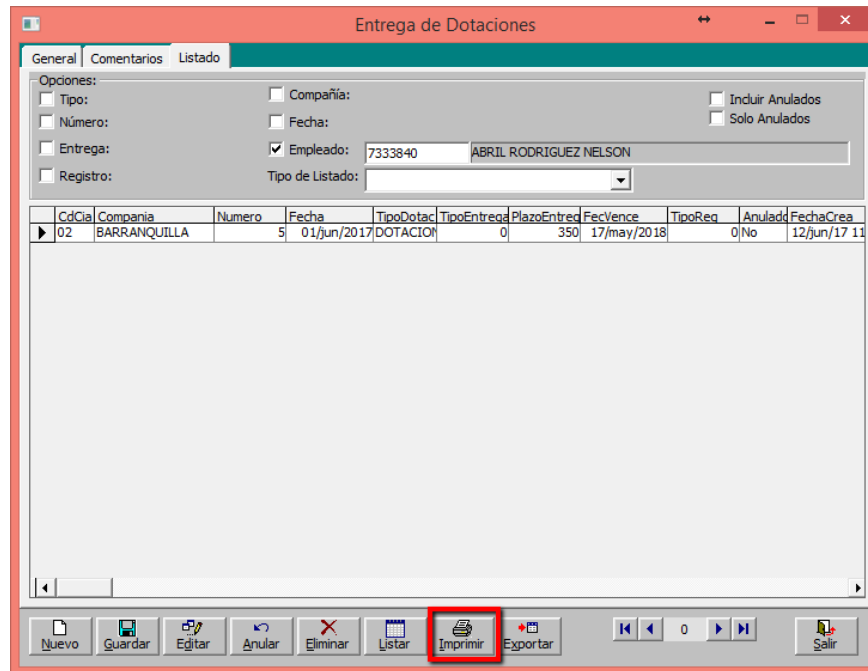 Entrega de Dotaciones
General Comentarios Listado
Opciones:
Tipo: Compañía: Incluir Anulados
Número: Fecha: Solo Anulados
Entrega: Empleado: 7333840 ABRIL RODRIGUEZ NELSON
Registro: Tipo de Listado:
CdCia Compania Numero Fecha TipoDotac TipoEntrega PlazoEntreg FecVence TipoReg Anulado FechaCrea
02 BARRANQUILLA 5 01/jun/2017 DOTACION 0 350 17/may/2018 0 No 12/jun/17 11
Nuevo Guardar Editar Anular Eliminar Listar Imprimir Exportar 0 Salir